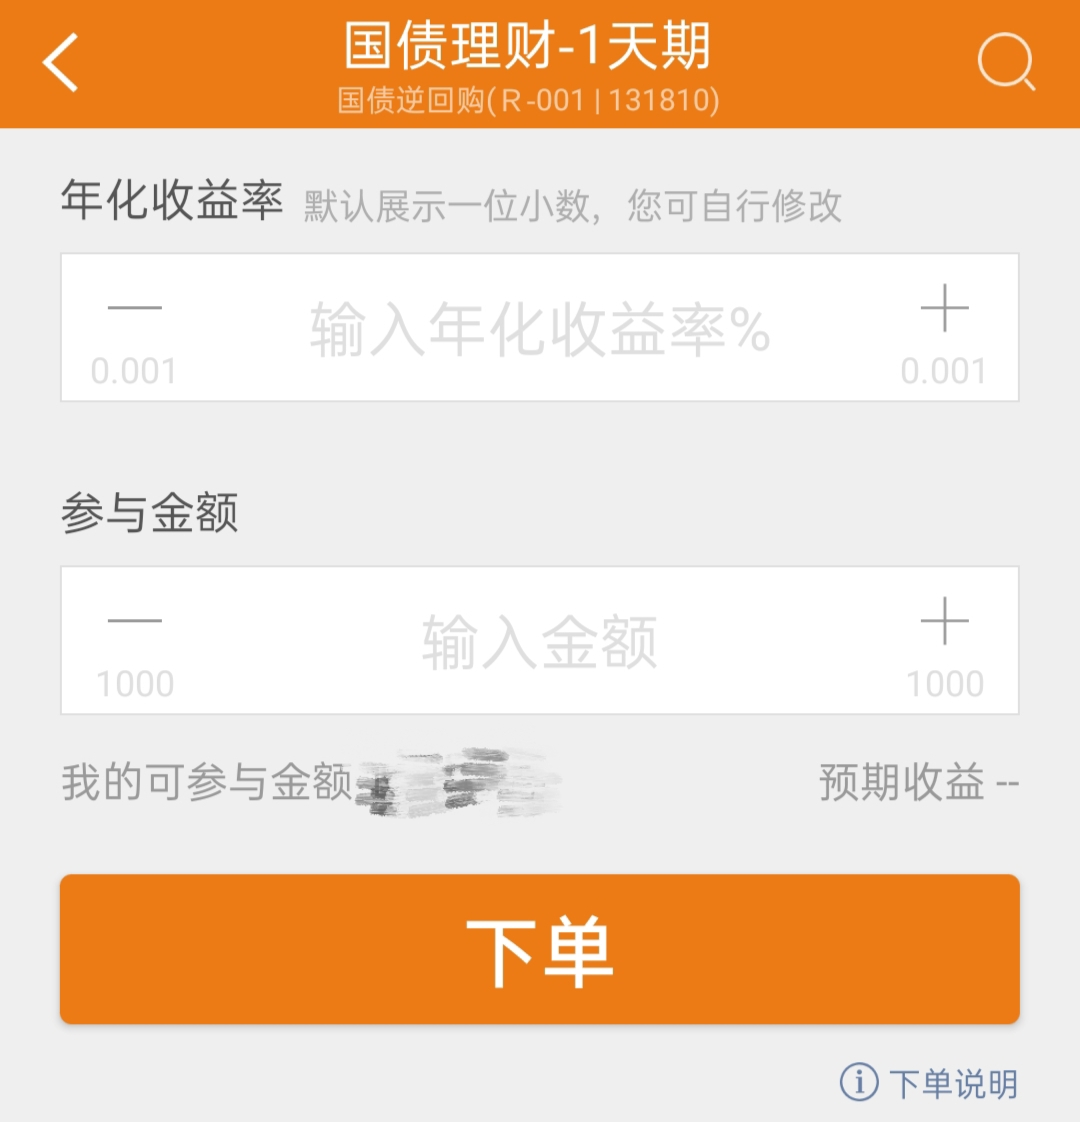 国债理财-1天期
国债逆回购(R-001 | 131810)
年化收益率 默认展示一位小数，您可自行修改
— 输入年化收益率% +
0.001 0.001
参与金额
— 输入金额 +
1000 1000
我的可参与金额 预期收益 --
下单
下单说明